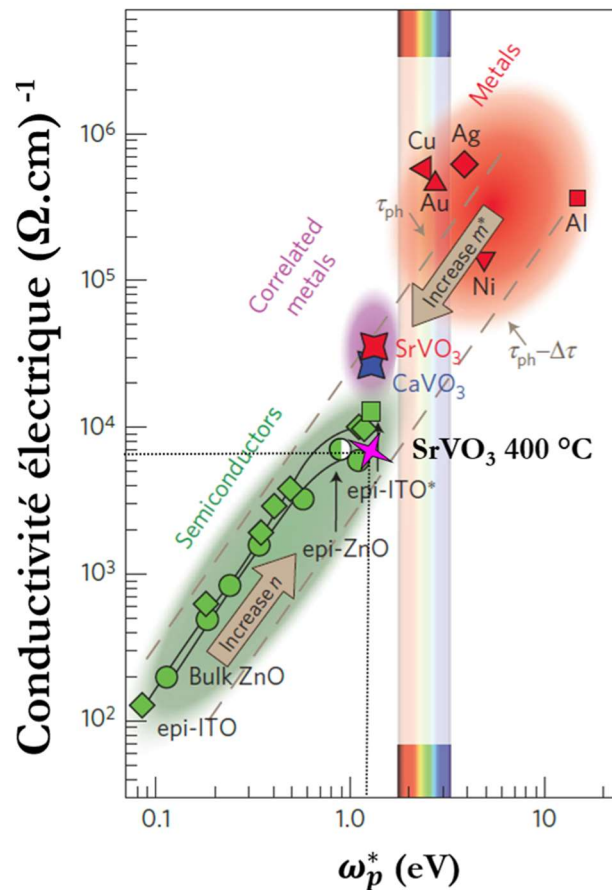 Conductivité électrique (Ω.cm)⁻¹
10⁶
10⁵
10⁴
10³
10²
Metals
Cu
Ag
Au
Al
Ni
τph
Increase m*
τph–Δτ
Correlated
metals
SrVO₃
CaVO₃
SrVO₃ 400 °C
Semiconductors
epi-ITO*
epi-ZnO
Increase n
Bulk ZnO
epi-ITO
0.1
1.0
10
ω*p (eV)